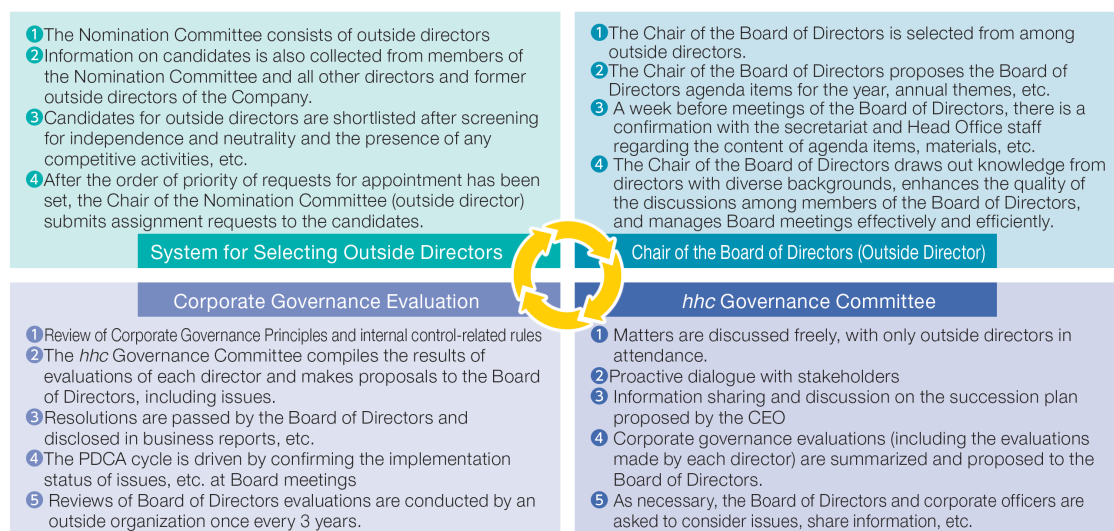 ❶The Nomination Committee consists of outside directors
❷Information on candidates is also collected from members of
the Nomination Committee and all other directors and former
outside directors of the Company.
❸Candidates for outside directors are shortlisted after screening
for independence and neutrality and the presence of any
competitive activities, etc.
❹After the order of priority of requests for appointment has been
set, the Chair of the Nomination Committee (outside director)
submits assignment requests to the candidates.
System for Selecting Outside Directors
❶The Chair of the Board of Directors is selected from among
outside directors.
❷The Chair of the Board of Directors proposes the Board of
Directors agenda items for the year, annual themes, etc.
❸A week before meetings of the Board of Directors, there is a
confirmation with the secretariat and Head Office staff
regarding the content of agenda items, materials, etc.
❹The Chair of the Board of Directors draws out knowledge from
directors with diverse backgrounds, enhances the quality of
the discussions among members of the Board of Directors,
and manages Board meetings effectively and efficiently.
Chair of the Board of Directors (Outside Director)
Corporate Governance Evaluation
❶Review of Corporate Governance Principles and internal control-related rules
❷The hhc Governance Committee compiles the results of
evaluations of each director and makes proposals to the Board
of Directors, including issues.
❸Resolutions are passed by the Board of Directors and
disclosed in business reports, etc.
❹The PDCA cycle is driven by confirming the implementation
status of issues, etc. at Board meetings
❺Reviews of Board of Directors evaluations are conducted by an
outside organization once every 3 years.
hhc Governance Committee
❶Matters are discussed freely, with only outside directors in
attendance.
❷Proactive dialogue with stakeholders
❸Information sharing and discussion on the succession plan
proposed by the CEO
❹Corporate governance evaluations (including the evaluations
made by each director) are summarized and proposed to the
Board of Directors.
❺As necessary, the Board of Directors and corporate officers are
asked to consider issues, share information, etc.